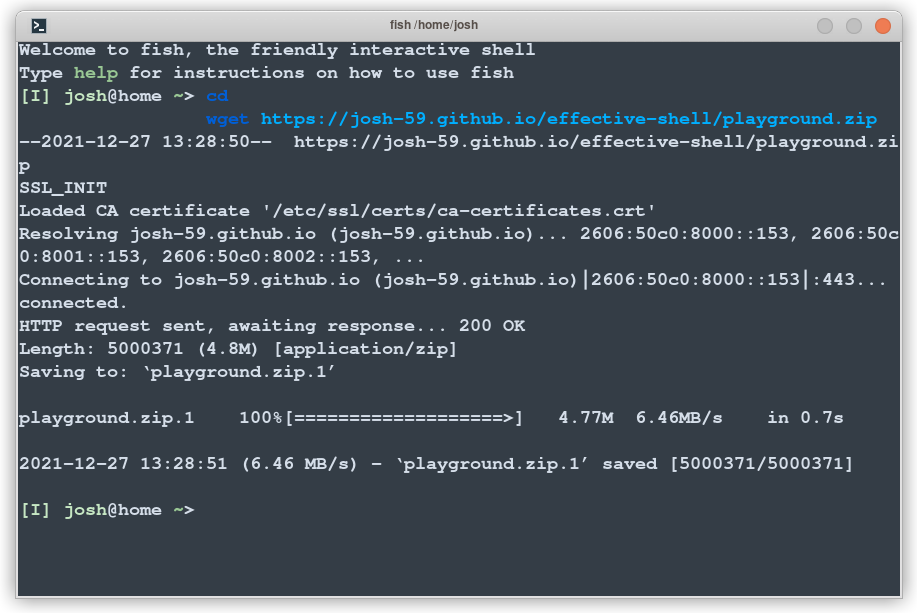 fish /home/josh
Welcome to fish, the friendly interactive shell
Type help for instructions on how to use fish
[I] josh@home ~> cd
wget https://josh-59.github.io/effective-shell/playground.zip
--2021-12-27 13:28:50--  https://josh-59.github.io/effective-shell/playground.zi
p
SSL_INIT
Loaded CA certificate '/etc/ssl/certs/ca-certificates.crt'
Resolving josh-59.github.io (josh-59.github.io)... 2606:50c0:8000::153, 2606:50c
0:8001::153, 2606:50c0:8002::153, ...
Connecting to josh-59.github.io (josh-59.github.io)|2606:50c0:8000::153|:443...
connected.
HTTP request sent, awaiting response... 200 OK
Length: 5000371 (4.8M) [application/zip]
Saving to: ‘playground.zip.1’
playground.zip.1    100%[===================>]   4.77M  6.46MB/s    in 0.7s
2021-12-27 13:28:51 (6.46 MB/s) - ‘playground.zip.1’ saved [5000371/5000371]
[I] josh@home ~>